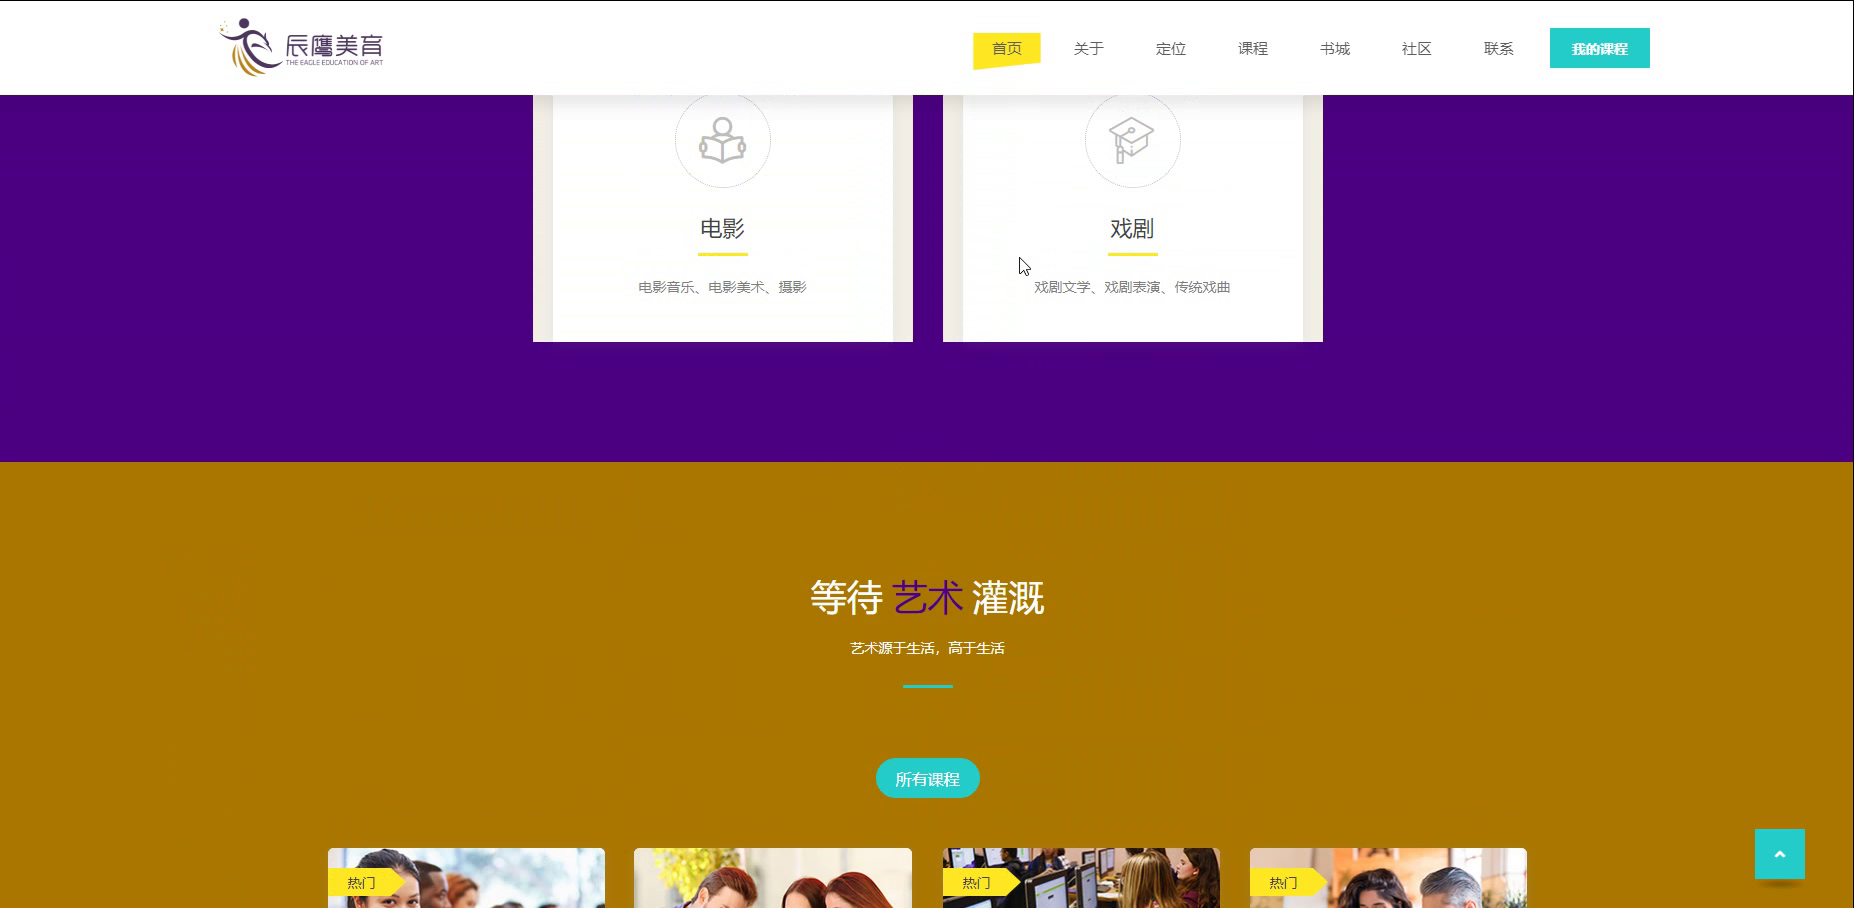 辰鹰美育
THE EAGLE EDUCATION OF ART
首页 关于 定位 课程 书城 社区 联系 我的课程
电影 戏剧
电影音乐、电影美术、摄影 戏剧文学、戏剧表演、传统戏曲
等待 艺术 灌溉
艺术源于生活，高于生活
所有课程
热门 热门 热门